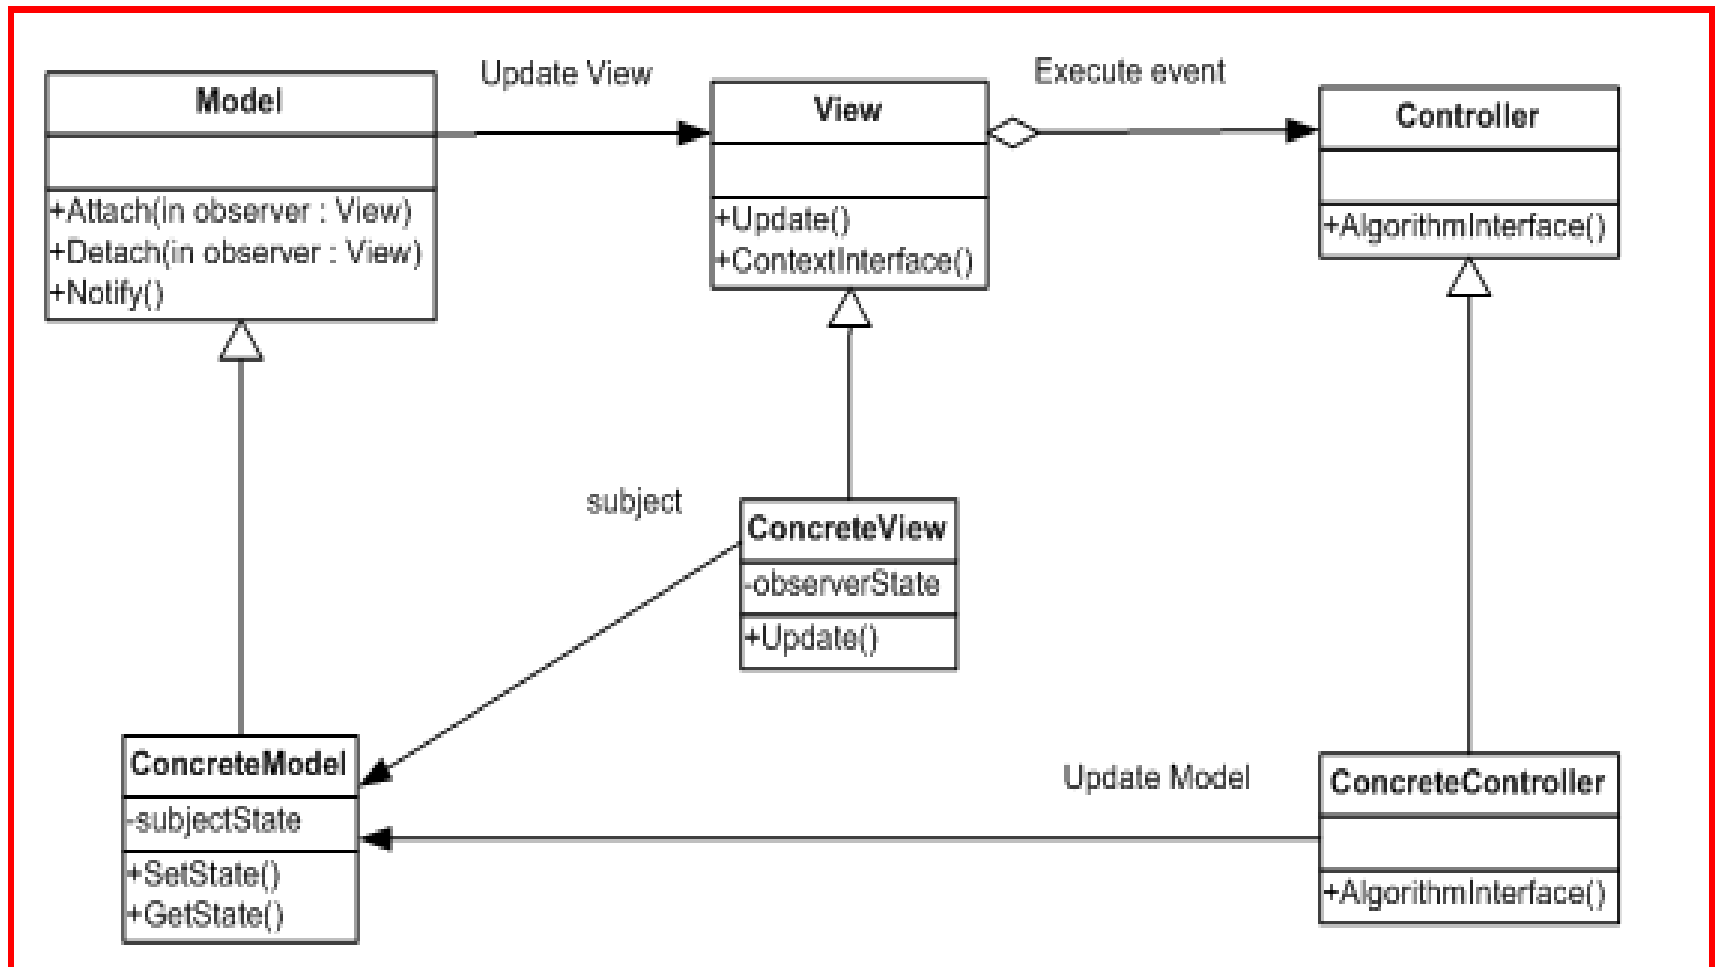 Update View
Execute event
Model
+Attach(in observer : View)
+Detach(in observer : View)
+Notify()
View
+Update()
+ContextInterface()
Controller
+AlgorithmInterface()
subject
ConcreteView
-observerState
+Update()
ConcreteModel
-subjectState
+SetState()
+GetState()
Update Model
ConcreteController
+AlgorithmInterface()